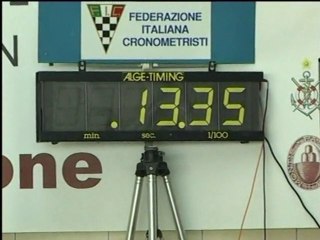 FIC
FEDERAZIONE
ITALIANA
CRONOMETRISTI
ALGE-TIMING
.13.35
min. sec. 1/100
one